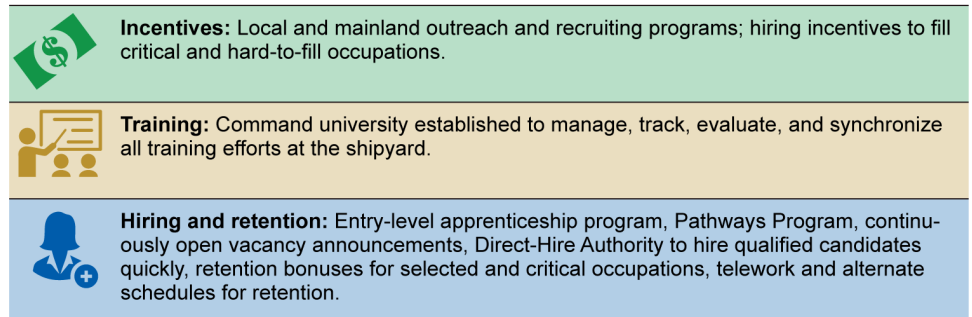 Incentives: Local and mainland outreach and recruiting programs; hiring incentives to fill
critical and hard-to-fill occupations.
Training: Command university established to manage, track, evaluate, and synchronize
all training efforts at the shipyard.
Hiring and retention: Entry-level apprenticeship program, Pathways Program, continu-
ously open vacancy announcements, Direct-Hire Authority to hire qualified candidates
quickly, retention bonuses for selected and critical occupations, telework and alternate
schedules for retention.